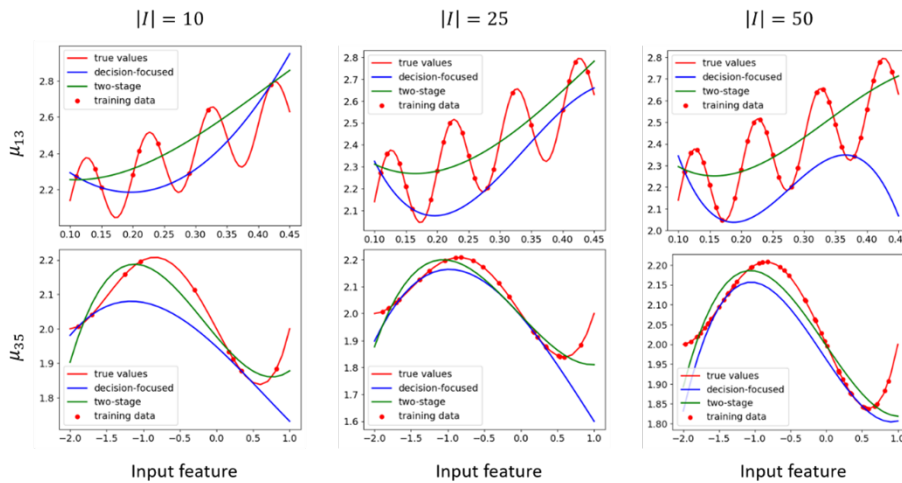 |I| = 10
|I| = 25
|I| = 50
μ13
true values
decision-focused
two-stage
training data
2.8
2.6
2.4
2.2
0.10 0.15 0.20 0.25 0.30 0.35 0.40 0.45
true values
decision-focused
two-stage
training data
2.8
2.7
2.6
2.5
2.4
2.3
2.2
2.1
0.10 0.15 0.20 0.25 0.30 0.35 0.40 0.45
true values
decision-focused
two-stage
training data
2.8
2.7
2.6
2.5
2.4
2.3
2.2
2.1
2.0
0.10 0.15 0.20 0.25 0.30 0.35 0.40 0.45
μ35
2.2
2.1
2.0
1.9
1.8
true values
decision-focused
two-stage
training data
−2.0 −1.5 −1.0 −0.5 0.0 0.5 1.0
2.2
2.1
2.0
1.9
1.8
1.7
1.6
true values
decision-focused
two-stage
training data
−2.0 −1.5 −1.0 −0.5 0.0 0.5 1.0
2.20
2.15
2.10
2.05
2.00
1.95
1.90
1.85
1.80
true values
decision-focused
two-stage
training data
−2.0 −1.5 −1.0 −0.5 0.0 0.5 1.0
Input feature
Input feature
Input feature